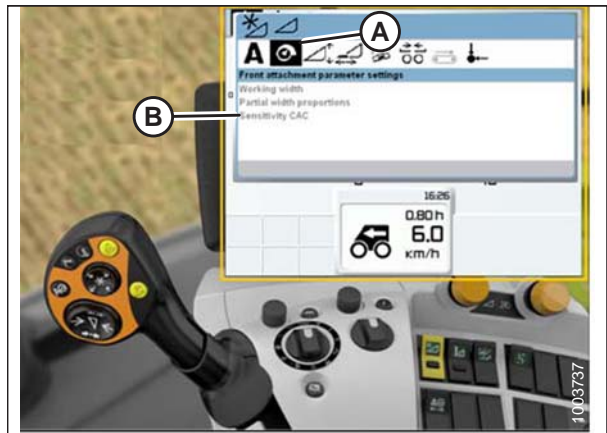 A
A
Front attachment parameter settings
Working width
Partial width proportions
B
Sensitivity CAC
16:26
0.80 h
6.0
km/h
1003737